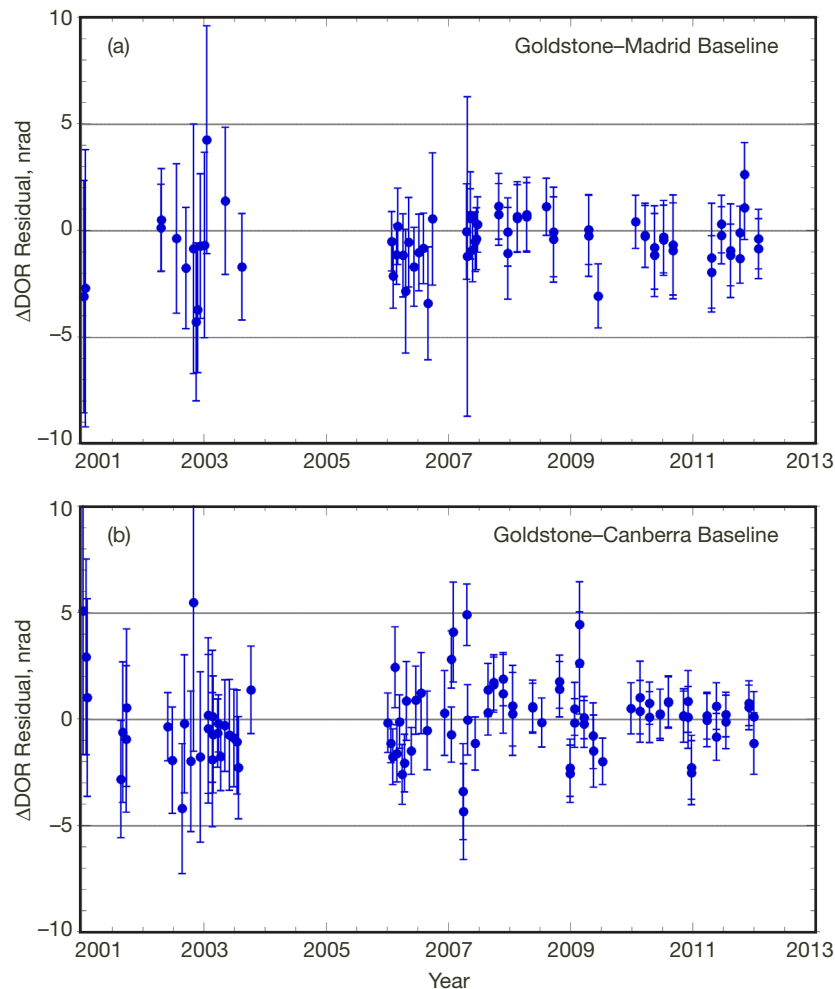 10
(a)
Goldstone–Madrid Baseline
5
0
−5
−10
ΔDOR Residual, nrad
2001 2003 2005 2007 2009 2011 2013
10
(b)
Goldstone–Canberra Baseline
5
0
−5
−10
ΔDOR Residual, nrad
2001 2003 2005 2007 2009 2011 2013
Year